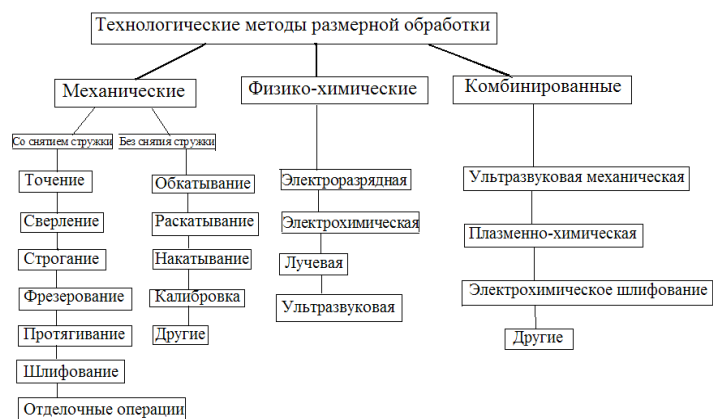 Технологические методы размерной обработки
Механические
Физико-химические
Комбинированные
Со снятием стружки
Без снятия стружки
Точение
Сверление
Строгание
Фрезерование
Протягивание
Шлифование
Отделочные операции
Обкатывание
Раскатывание
Накатывание
Калибровка
Другие
Электроразрядная
Электрохимическая
Лучевая
Ультразвуковая
Ультразвуковая механическая
Плазменно-химическая
Электрохимическое шлифование
Другие